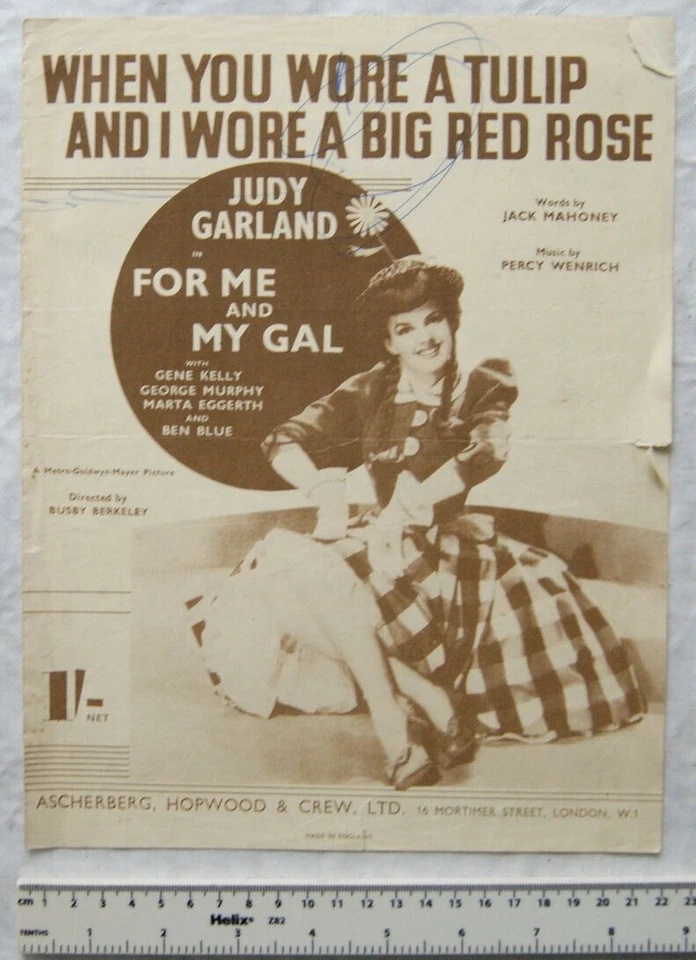 WHEN YOU WORE A TULIP
AND I WORE A BIG RED ROSE
JUDY
GARLAND
IN
FOR ME
AND
MY GAL
WITH
GENE KELLY
GEORGE MURPHY
MARTA EGGERTH
AND
BEN BLUE
Words by
JACK MAHONEY
Music by
PERCY WENRICH
A Metro-Goldwyn-Mayer Picture
Directed by
BUSBY BERKELEY
1/-
NET
ASCHERBERG, HOPWOOD & CREW, LTD. 16 MORTIMER STREET, LONDON, W.1
MADE IN ENGLAND
cm 1 2 3 4 5 6 7 8 9 10 11 12 13 14 15 16 17 18 19 20 21 22 23
Helix® Z82
TENTHS 1 2 3 4 5 6 7 8 9